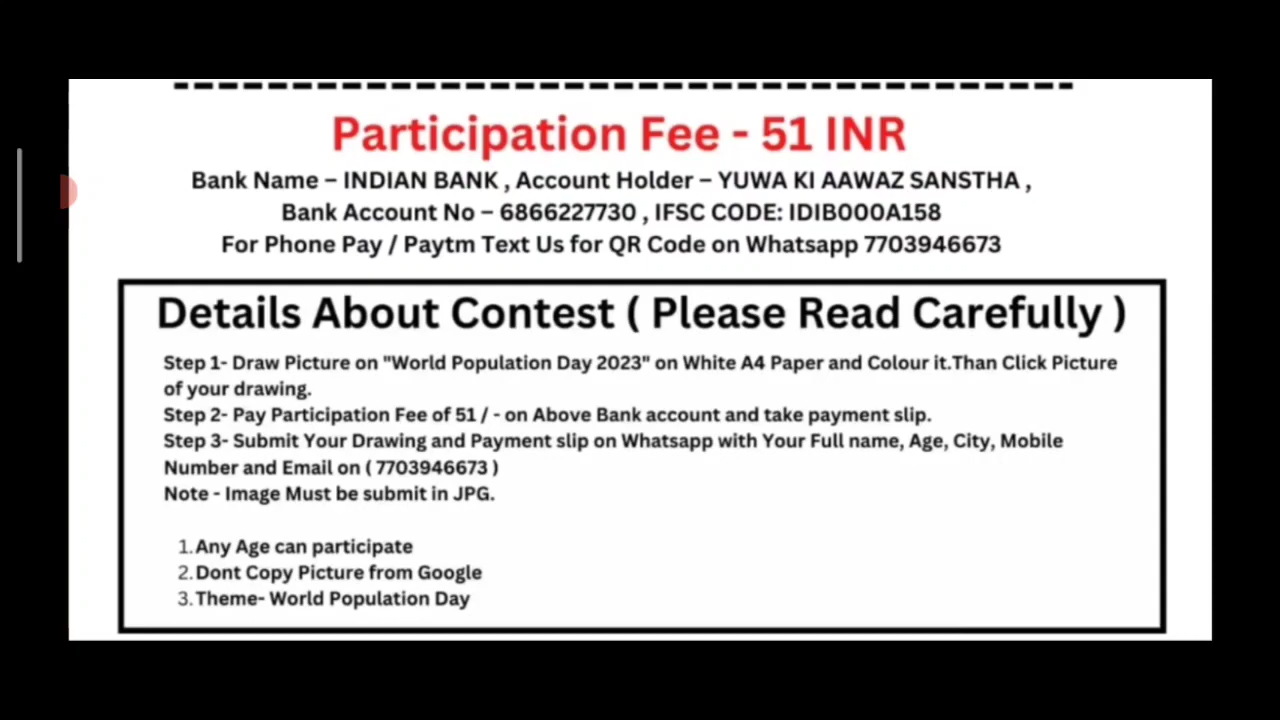 Participation Fee - 51 INR
Bank Name – INDIAN BANK , Account Holder – YUWA KI AAWAZ SANSTHA ,
Bank Account No – 6866227730 , IFSC CODE: IDIB000A158
For Phone Pay / Paytm Text Us for QR Code on Whatsapp 7703946673
Details About Contest ( Please Read Carefully )
Step 1- Draw Picture on "World Population Day 2023" on White A4 Paper and Colour it.Than Click Picture
of your drawing.
Step 2- Pay Participation Fee of 51 / - on Above Bank account and take payment slip.
Step 3- Submit Your Drawing and Payment slip on Whatsapp with Your Full name, Age, City, Mobile
Number and Email on ( 7703946673 )
Note - Image Must be submit in JPG.
1. Any Age can participate
2. Dont Copy Picture from Google
3. Theme- World Population Day